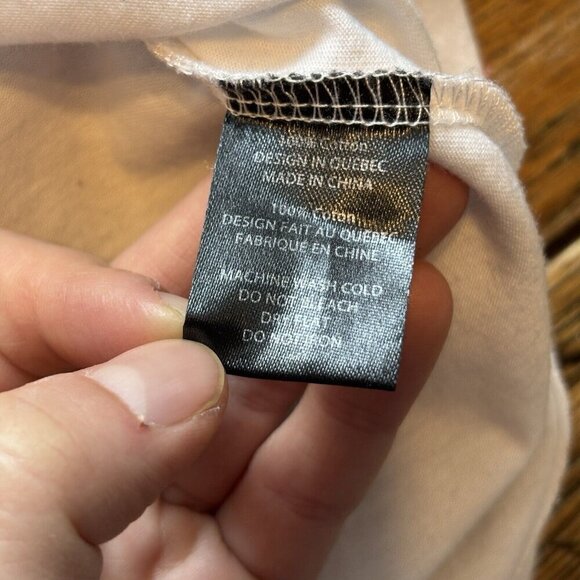 100% Cotton
DESIGN IN QUEBEC
MADE IN CHINA
100% Coton
DESIGN FAIT AU QUEBEC
FABRIQUE EN CHINE
MACHINE WASH COLD
DO NOT BLEACH
DRY FLAT
DO NOT IRON